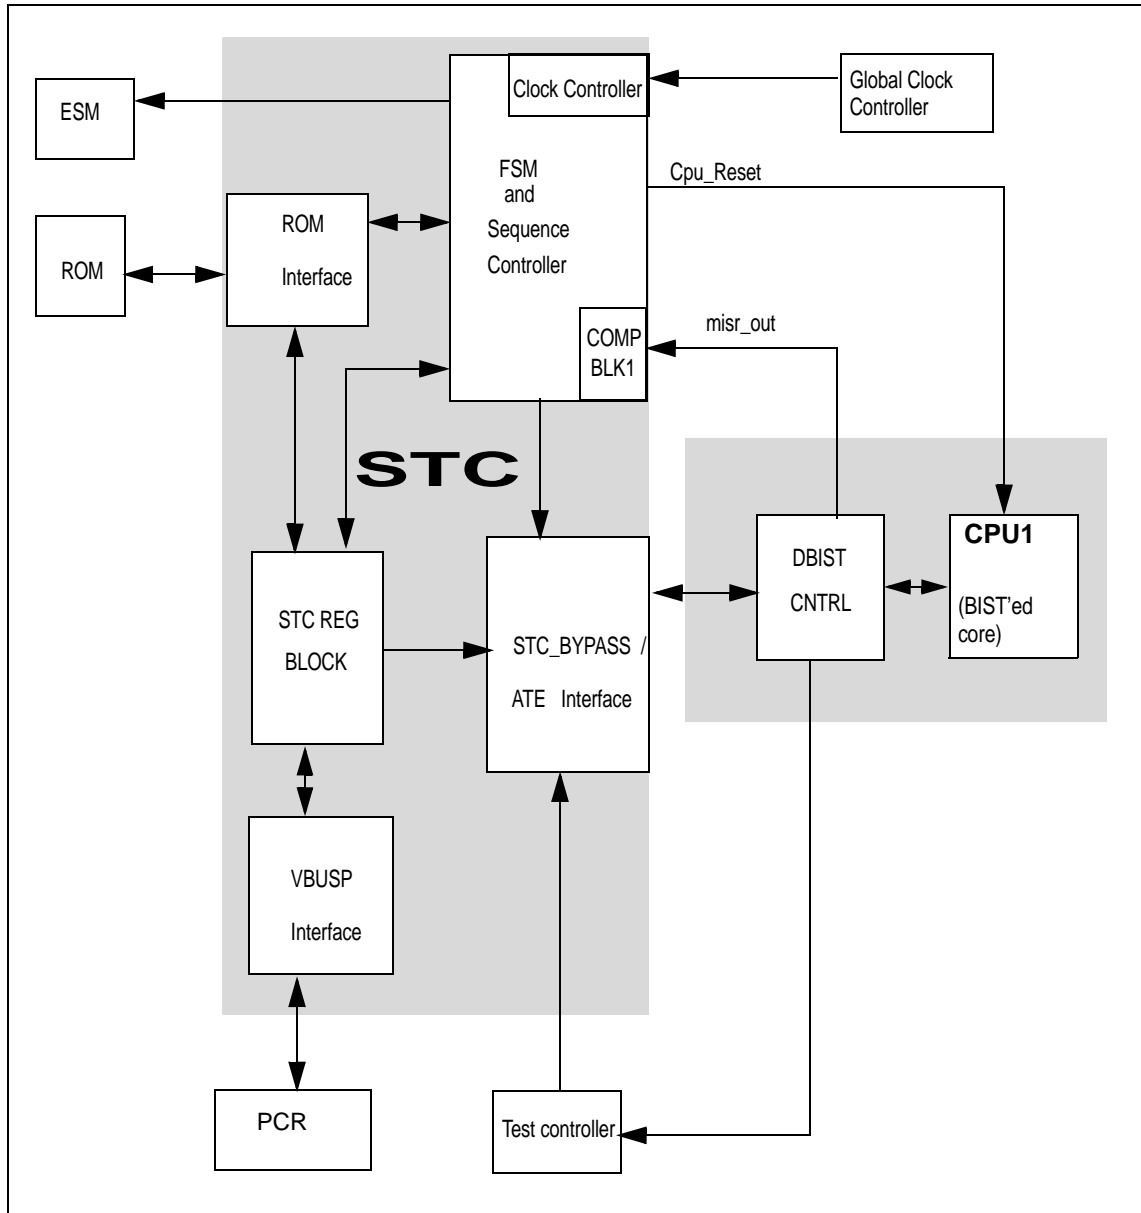 Clock Controller
Global Clock
Controller
ESM
FSM
and
Sequence
Controller
Cpu_Reset
ROM
Interface
ROM
COMP
BLK1
misr_out
STC
CPU1
(BIST'ed
core)
DBIST
CNTRL
STC REG
BLOCK
STC_BYPASS /
ATE Interface
VBUSP
Interface
PCR
Test controller